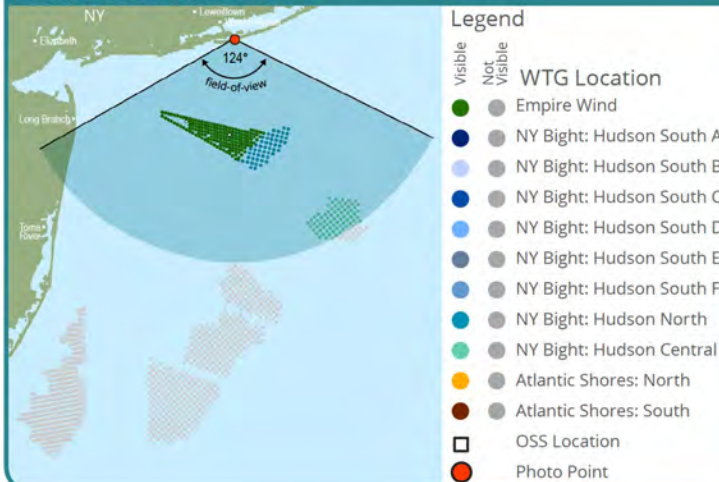 NY
Levittown
Elizabeth
124°
field-of-view
Long Branch
Toms
River
Legend
Visible
Not
Visible
WTG Location
Empire Wind
NY Bight: Hudson South A
NY Bight: Hudson South B
NY Bight: Hudson South C
NY Bight: Hudson South D
NY Bight: Hudson South E
NY Bight: Hudson South F
NY Bight: Hudson North
NY Bight: Hudson Central
Atlantic Shores: North
Atlantic Shores: South
OSS Location
Photo Point